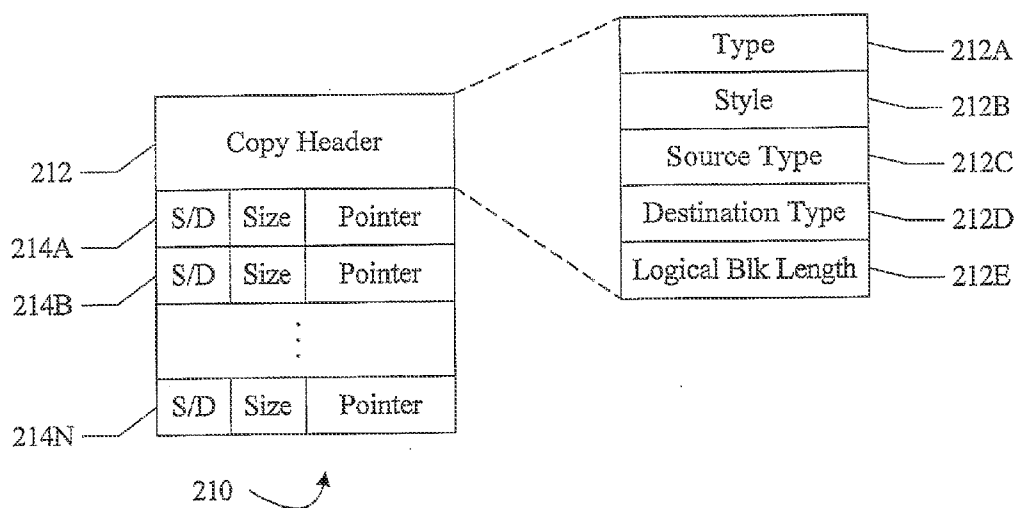 Type
212A
Style
212B
Copy Header
212
Source Type
212C
S/D Size Pointer
214A
Destination Type
212D
S/D Size Pointer
214B
Logical Blk Length
212E
S/D Size Pointer
214N
210